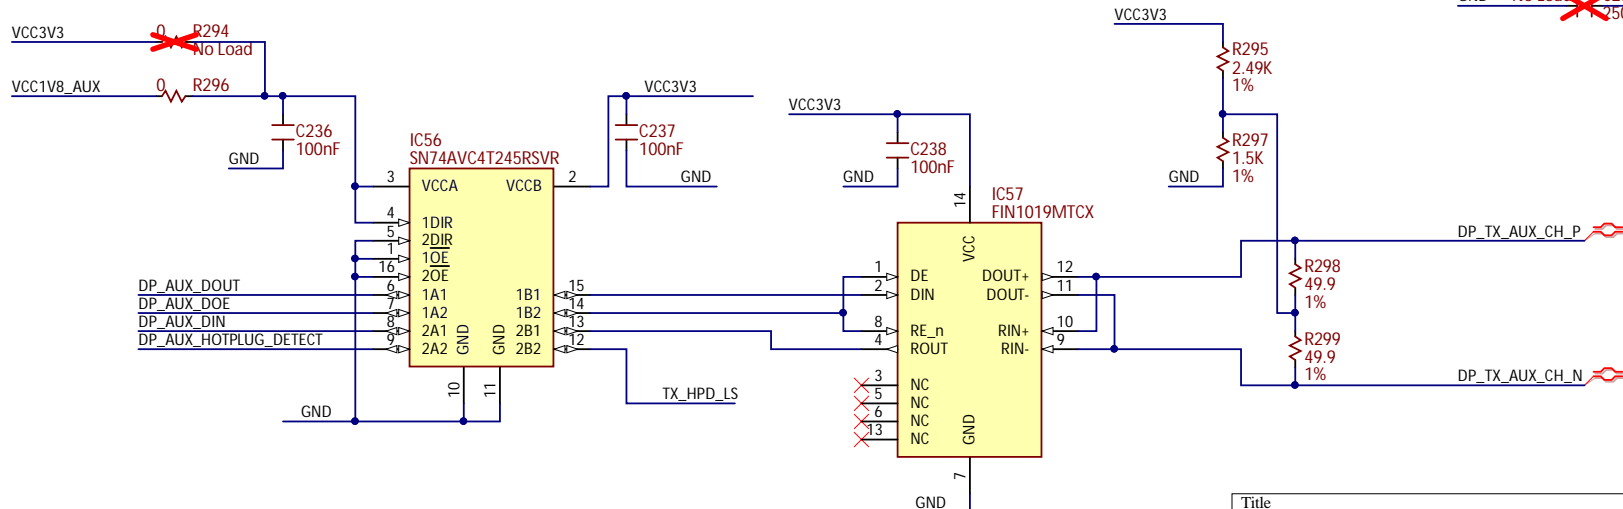 VCC3V3
0 R294
No Load
VCC1V8_AUX
0 R296
C236
100nF
GND
IC56
SN74AVC4T245RSVR
3 VCCA
VCCB 2
4 1DIR
5 2DIR
1 1OE
16 2OE
DP_AUX_DOUT 6 1A1
DP_AUX_DOE 7 1A2
DP_AUX_DIN 8 2A1
DP_AUX_HOTPLUG_DETECT 9 2A2
1B1 15
1B2 14
2B1 13
2B2 12
GND
GND
10
11
GND
VCC3V3
C237
100nF
GND
TX_HPD_LS
VCC3V3
C238
100nF
GND
IC57
FIN1019MTCX
14
VCC
1 DE
2 DIN
8 RE_n
4 ROUT
3 NC
5 NC
6 NC
13 NC
DOUT+ 12
DOUT- 11
RIN+ 10
RIN- 9
GND
7
GND
VCC3V3
R295
2.49K
1%
R297
1.5K
1%
GND
DP_TX_AUX_CH_P
R298
49.9
1%
R299
49.9
1%
DP_TX_AUX_CH_N
Title